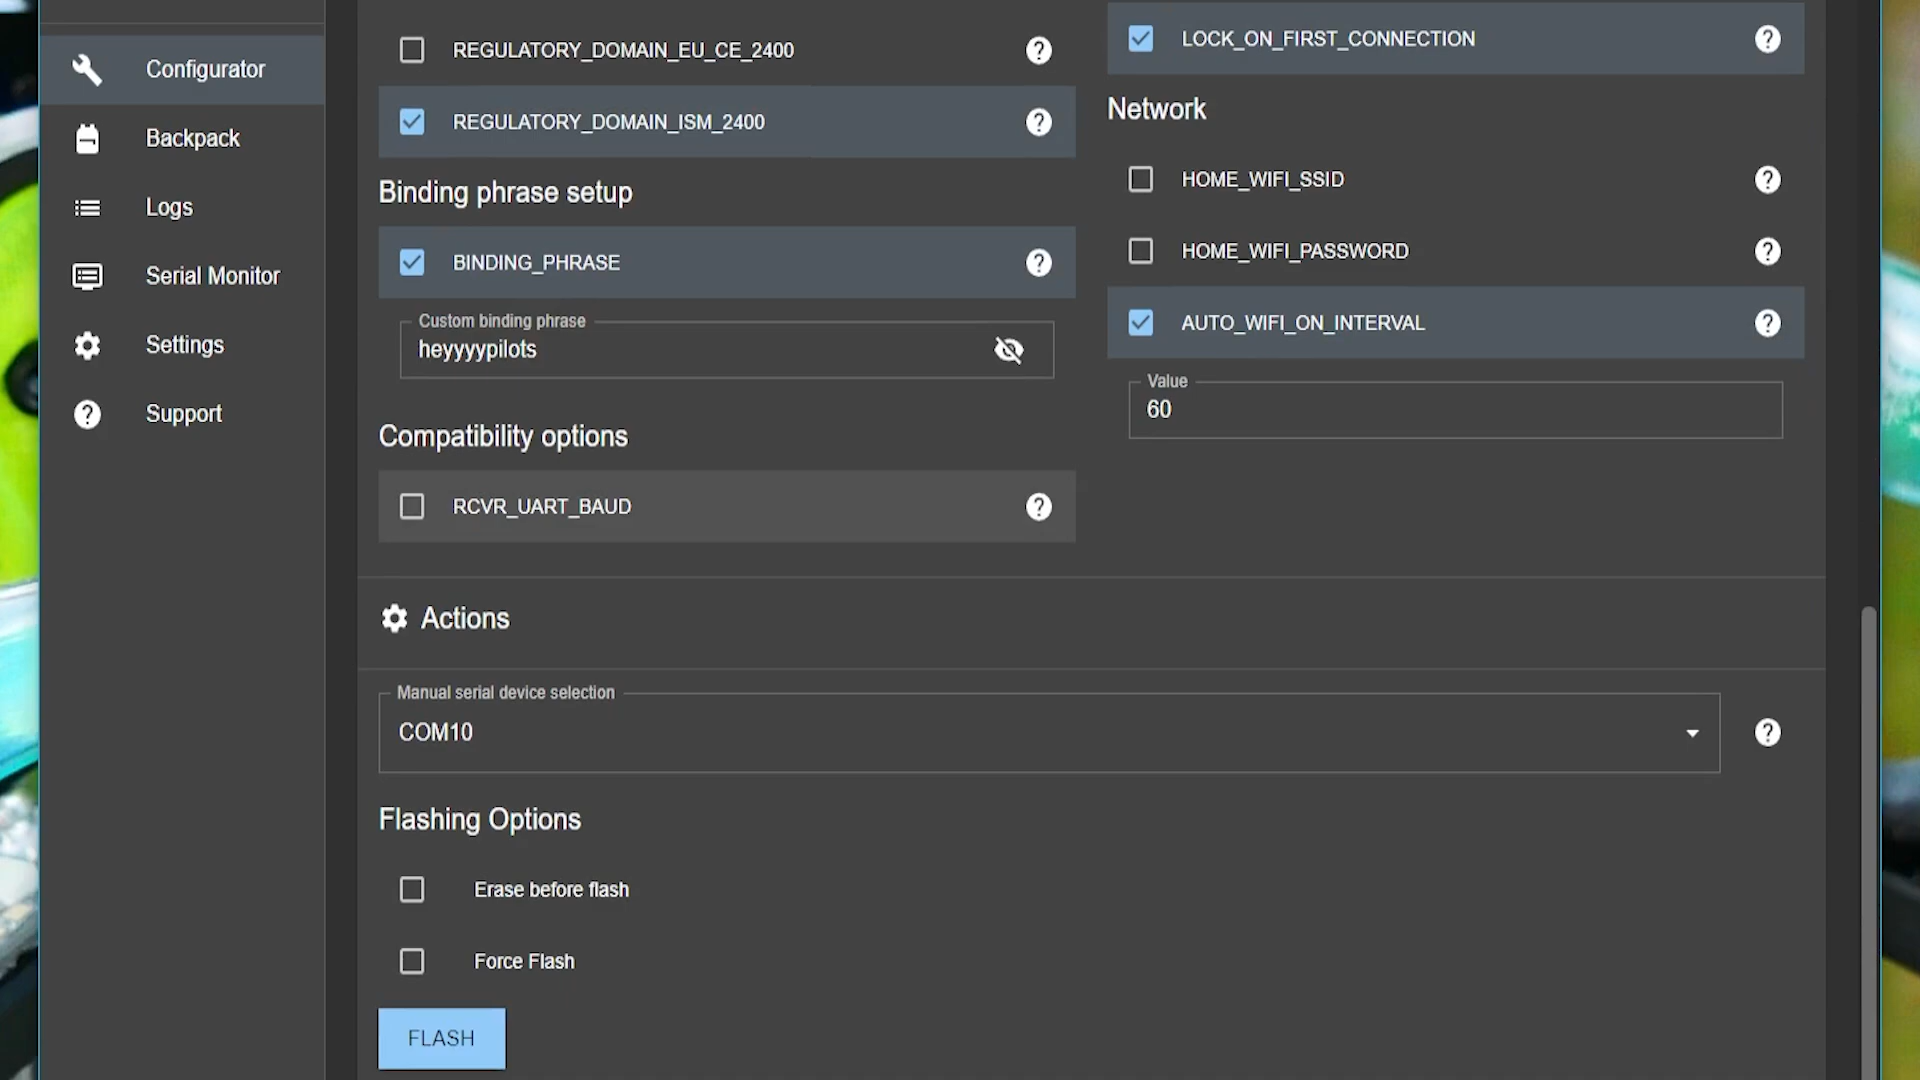 Configurator
Backpack
Logs
Serial Monitor
Settings
Support
REGULATORY_DOMAIN_EU_CE_2400
REGULATORY_DOMAIN_ISM_2400
Binding phrase setup
BINDING_PHRASE
Custom binding phrase
heyyyypilots
Compatibility options
RCVR_UART_BAUD
LOCK_ON_FIRST_CONNECTION
Network
HOME_WIFI_SSID
HOME_WIFI_PASSWORD
AUTO_WIFI_ON_INTERVAL
Value
60
Actions
Manual serial device selection
COM10
Flashing Options
Erase before flash
Force Flash
FLASH